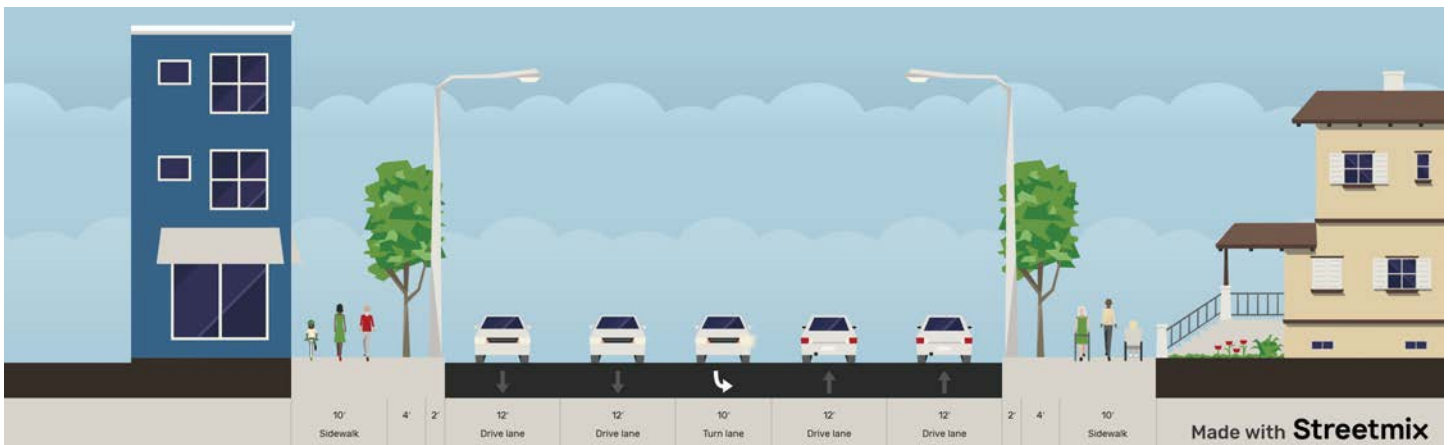 10' 4' 2' 12' 12' 10' 12' 12' 2' 4' 10'
Sidewalk Drive lane Drive lane Turn lane Drive lane Drive lane Sidewalk
Made with Streetmix